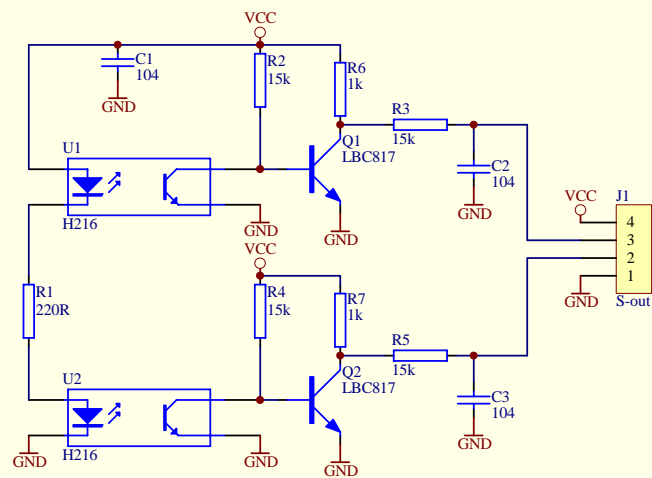 VCC
C1
104
GND
R2
15k
R6
1k
R3
15k
U1
H216
Q1
LBC817
GND
GND
C2
104
GND
VCC
J1
4
3
2
1
GND
S-out
R1
220R
VCC
R4
15k
R7
1k
R5
15k
U2
H216
GND
GND
Q2
LBC817
GND
C3
104
GND